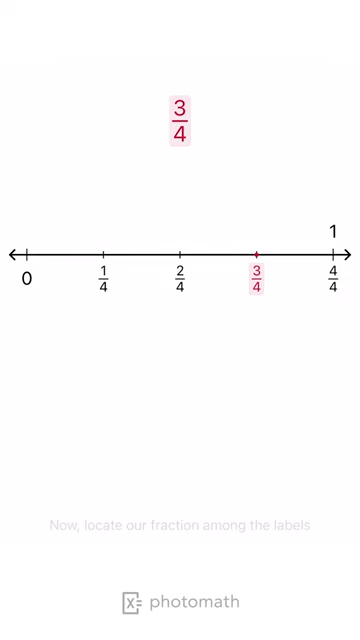 3/4
1
0 1/4 2/4 3/4 4/4
Now, locate our fraction among the labels
photomath